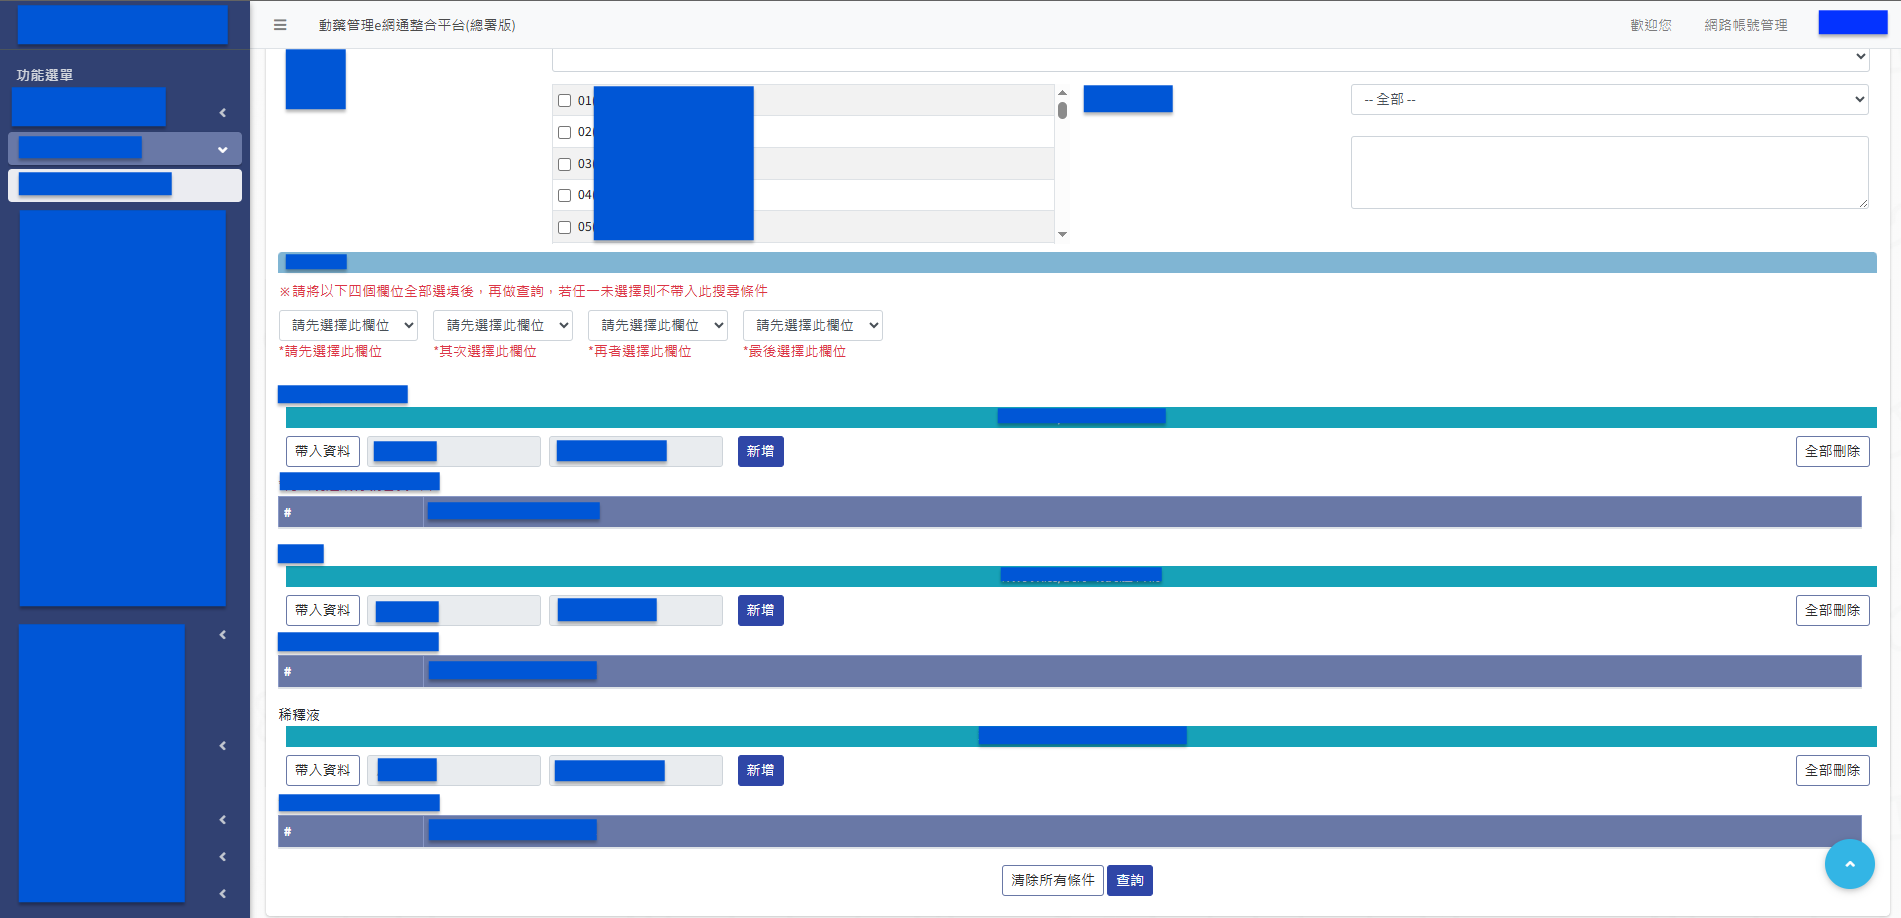 動藥管理e網通整合平台(總署版)
歡迎您
網路帳號管理
功能選單
01
-- 全部 --
02
03
04
05
※請將以下四個欄位全部選填後，再做查詢，若任一未選擇則不帶入此搜尋條件
請先選擇此欄位 請先選擇此欄位 請先選擇此欄位 請先選擇此欄位
*請先選擇此欄位 *其次選擇此欄位 *再者選擇此欄位 *最後選擇此欄位
帶入資料 新增 全部刪除
#
帶入資料 新增 全部刪除
#
稀釋液
帶入資料 新增 全部刪除
#
清除所有條件 查詢